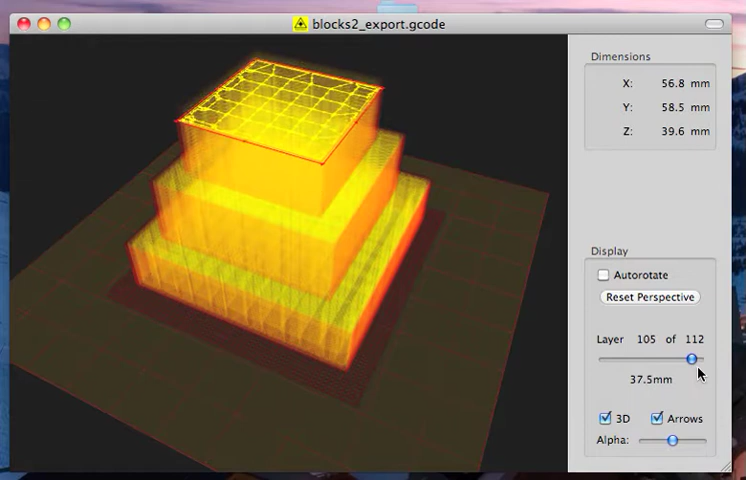 blocks2_export.gcode
Dimensions
X: 56.8 mm
Y: 58.5 mm
Z: 39.6 mm
Display
Autorotate
Reset Perspective
Layer 105 of 112
37.5mm
3D Arrows
Alpha: